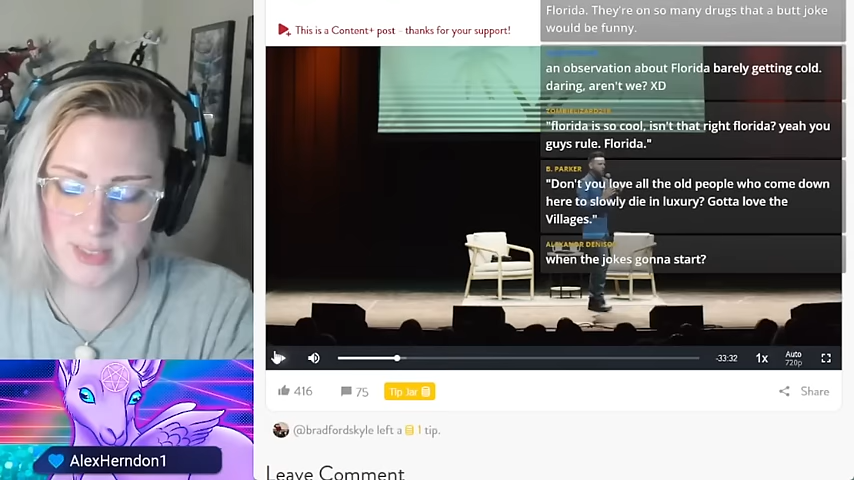 Florida. They're on so many drugs that a butt joke
would be funny.
This is a Content+ post - thanks for your support!
an observation about Florida barely getting cold.
daring, aren't we? XD
"florida is so cool, isn't that right florida? yeah you
guys rule. Florida."
B. PARKER
"Don't you love all the old people who come down
here to slowly die in luxury? Gotta love the
Villages."
ALEXANDR DENISON
when the jokes gonna start?
-33:32
1x
Auto
720p
416
75
Tip Jar
Share
@bradfordskyle left a 1 tip.
AlexHerndon1
Leave Comment